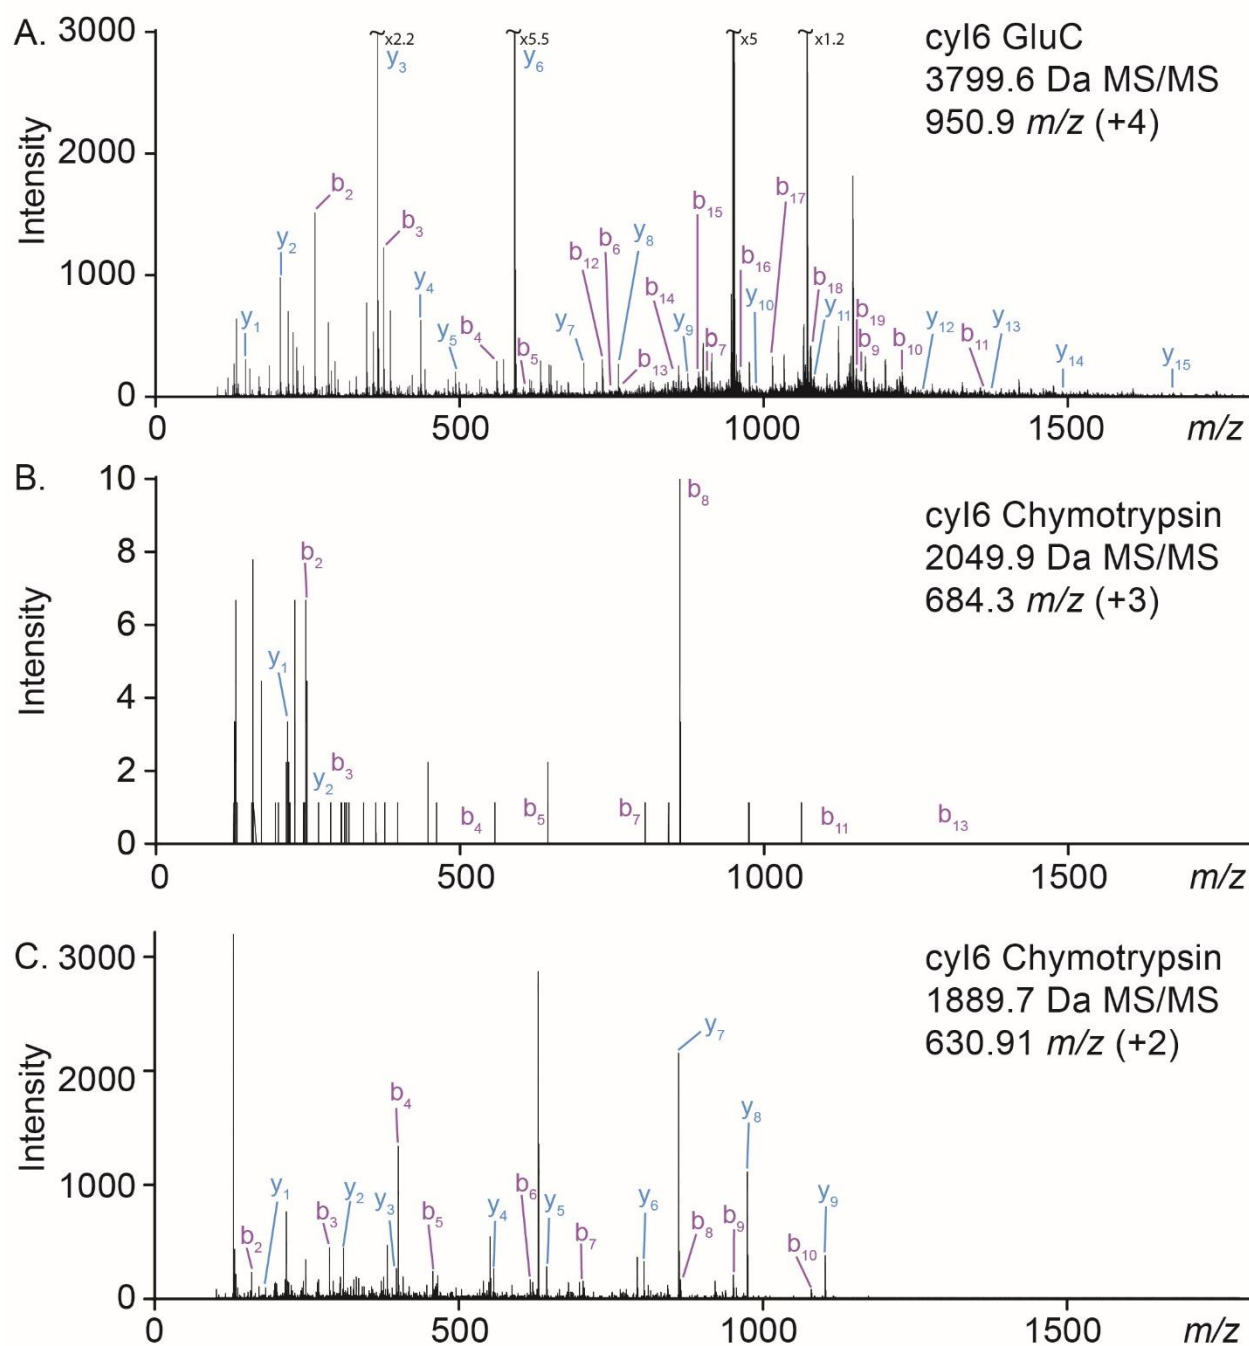 A.
3000
2000
1000
0
Intensity
~x2.2
y3
~x5.5
y6
~x5
~x1.2
cyl6 GluC
3799.6 Da MS/MS
950.9 m/z (+4)
b2
b3
y2
y1
y4
y5
b4
b5
b12
b6
y8
y7
b14
b13
y9
b15
b7
b17
b16
y10
b18
y11
b19
b9
b10
b11
y12
y13
y14
y15
0
500
1000
1500
m/z
B.
10
8
6
4
2
0
Intensity
b8
cyl6 Chymotrypsin
2049.9 Da MS/MS
684.3 m/z (+3)
b2
y1
y2
b3
b4
b5
b7
b11
b13
0
500
1000
1500
m/z
C.
3000
2000
1000
0
Intensity
cyl6 Chymotrypsin
1889.7 Da MS/MS
630.91 m/z (+2)
y7
b4
y8
y1
b3
y2
y3
b5
b2
b6
y4
y5
b7
y6
b8
b9
b10
y9
0
500
1000
1500
m/z